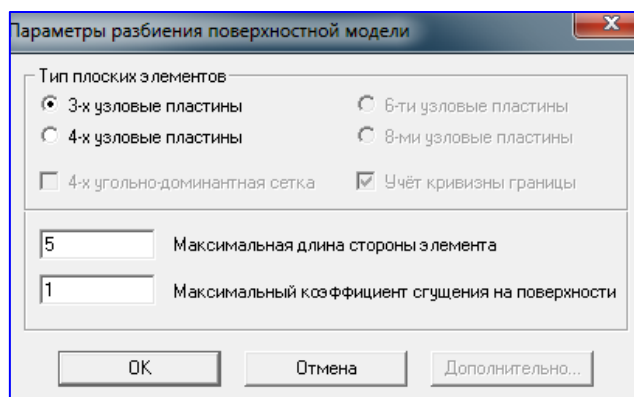 Параметры разбиения поверхностной модели
Тип плоских элементов
3-х узловые пластины
6-ти узловые пластины
4-х узловые пластины
8-ми узловые пластины
4-х угольно-доминантная сетка
Учёт кривизны границы
5 Максимальная длина стороны элемента
1 Максимальный коэффициент сгущения на поверхности
OK Отмена Дополнительно...